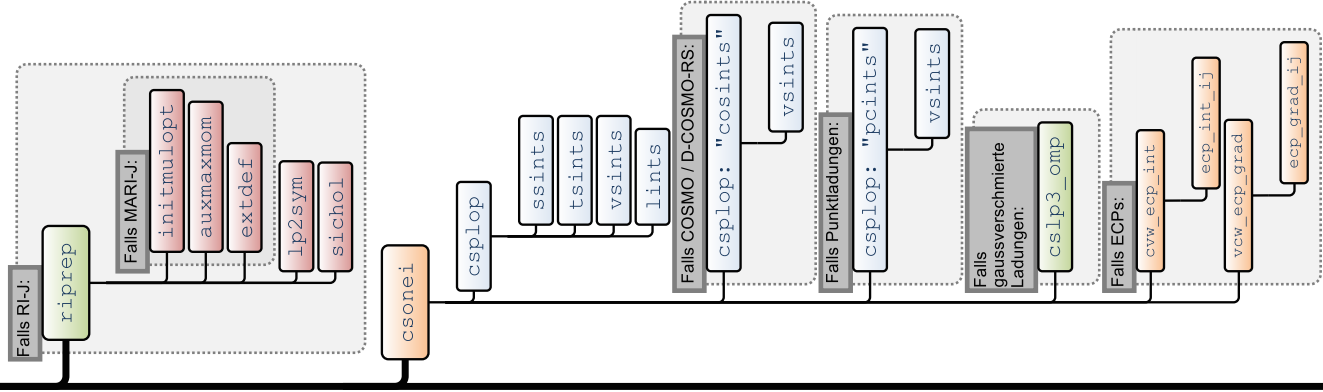 Falls RI-J:
riprep
Falls MARI-J:
initmulopt
auxmaxmom
extdef
lp2sym
sichol
csonei
csplop
ssints
tsints
vsints
lints
Falls COSMO / D-COSMO-RS:
csplop: "cosints"
vsints
Falls Punktladungen:
csplop: "pcints"
vsints
Falls
gaussverschmierte
Ladungen:
cslp3_omp
Falls ECPs:
cvw_ecp_int
ecp_int_ij
vcw_ecp_grad
ecp_grad_ij